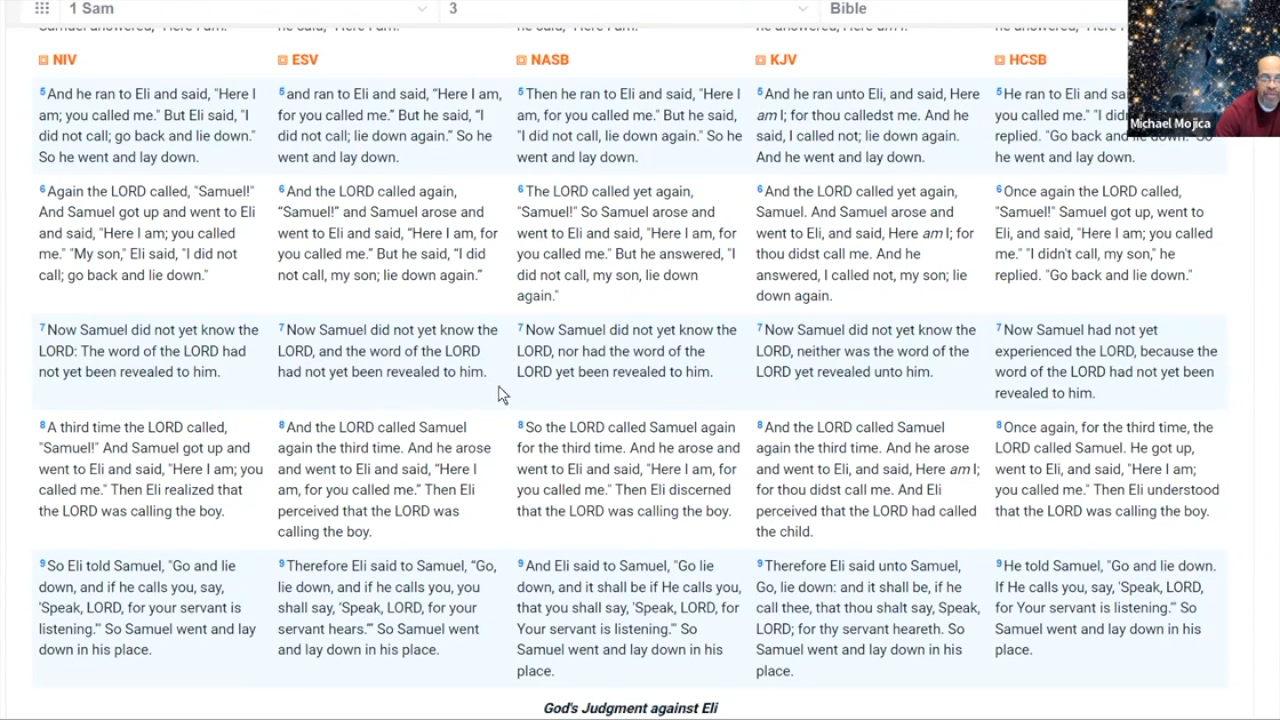 1 Sam
3
Bible
NIV
ESV
NASB
KJV
HCSB
Michael Mojica
5 And he ran to Eli and said, "Here I
am; you called me." But Eli said, "I
did not call; go back and lie down."
So he went and lay down.
5 and ran to Eli and said, “Here I am,
for you called me.” But he said, “I
did not call; lie down again.” So he
went and lay down.
5 Then he ran to Eli and said, "Here I
am, for you called me." But he said,
"I did not call, lie down again." So he
went and lay down.
5 And he ran unto Eli, and said, Here
am I; for thou calledst me. And he
said, I called not; lie down again.
And he went and lay down.
5 He ran to Eli and
you called me." "I
replied. "Go back and lie down." So
he went and lay down.
6 Again the LORD called, "Samuel!"
And Samuel got up and went to Eli
and said, "Here I am; you called
me." "My son," Eli said, "I did not
call; go back and lie down."
6 And the LORD called again,
“Samuel!” and Samuel arose and
went to Eli and said, “Here I am, for
you called me.” But he said, “I did
not call, my son; lie down again.”
6 The LORD called yet again,
"Samuel!" So Samuel arose and
went to Eli and said, "Here I am, for
you called me." But he answered, "I
did not call, my son, lie down
again."
6 And the LORD called yet again,
Samuel. And Samuel arose and
went to Eli, and said, Here am I; for
thou didst call me. And he
answered, I called not, my son; lie
down again.
6 Once again the LORD called,
"Samuel!" Samuel got up, went to
Eli, and said, "Here I am; you called
me." "I didn't call, my son," he
replied. "Go back and lie down."
7 Now Samuel did not yet know the
LORD: The word of the LORD had
not yet been revealed to him.
7 Now Samuel did not yet know the
LORD, and the word of the LORD
had not yet been revealed to him.
7 Now Samuel did not yet know the
LORD, nor had the word of the
LORD yet been revealed to him.
7 Now Samuel did not yet know the
LORD, neither was the word of the
LORD yet revealed unto him.
7 Now Samuel had not yet
experienced the LORD, because the
word of the LORD had not yet been
revealed to him.
8 A third time the LORD called,
"Samuel!" And Samuel got up and
went to Eli and said, "Here I am; you
called me." Then Eli realized that
the LORD was calling the boy.
8 And the LORD called Samuel
again the third time. And he arose
and went to Eli and said, “Here I
am, for you called me.” Then Eli
perceived that the LORD was
calling the boy.
8 So the LORD called Samuel again
for the third time. And he arose and
went to Eli and said, "Here I am, for
you called me." Then Eli discerned
that the LORD was calling the boy.
8 And the LORD called Samuel
again the third time. And he arose
and went to Eli, and said, Here am I;
for thou didst call me. And Eli
perceived that the LORD had called
the child.
8 Once again, for the third time, the
LORD called Samuel. He got up,
went to Eli, and said, "Here I am;
you called me." Then Eli understood
that the LORD was calling the boy.
9 So Eli told Samuel, "Go and lie
down, and if he calls you, say,
'Speak, LORD, for your servant is
listening.'" So Samuel went and lay
down in his place.
9 Therefore Eli said to Samuel, “Go,
lie down, and if he calls you, you
shall say, ‘Speak, LORD, for your
servant hears.’” So Samuel went
and lay down in his place.
9 And Eli said to Samuel, "Go lie
down, and it shall be if He calls you,
that you shall say, 'Speak, LORD, for
Your servant is listening.'" So
Samuel went and lay down in his
place.
9 Therefore Eli said unto Samuel,
Go, lie down: and it shall be, if he
call thee, that thou shalt say, Speak,
LORD; for thy servant heareth. So
Samuel went and lay down in his
place.
9 He told Samuel, "Go and lie down.
If He calls you, say, 'Speak, LORD,
for Your servant is listening.'" So
Samuel went and lay down in his
place.
God's Judgment against Eli